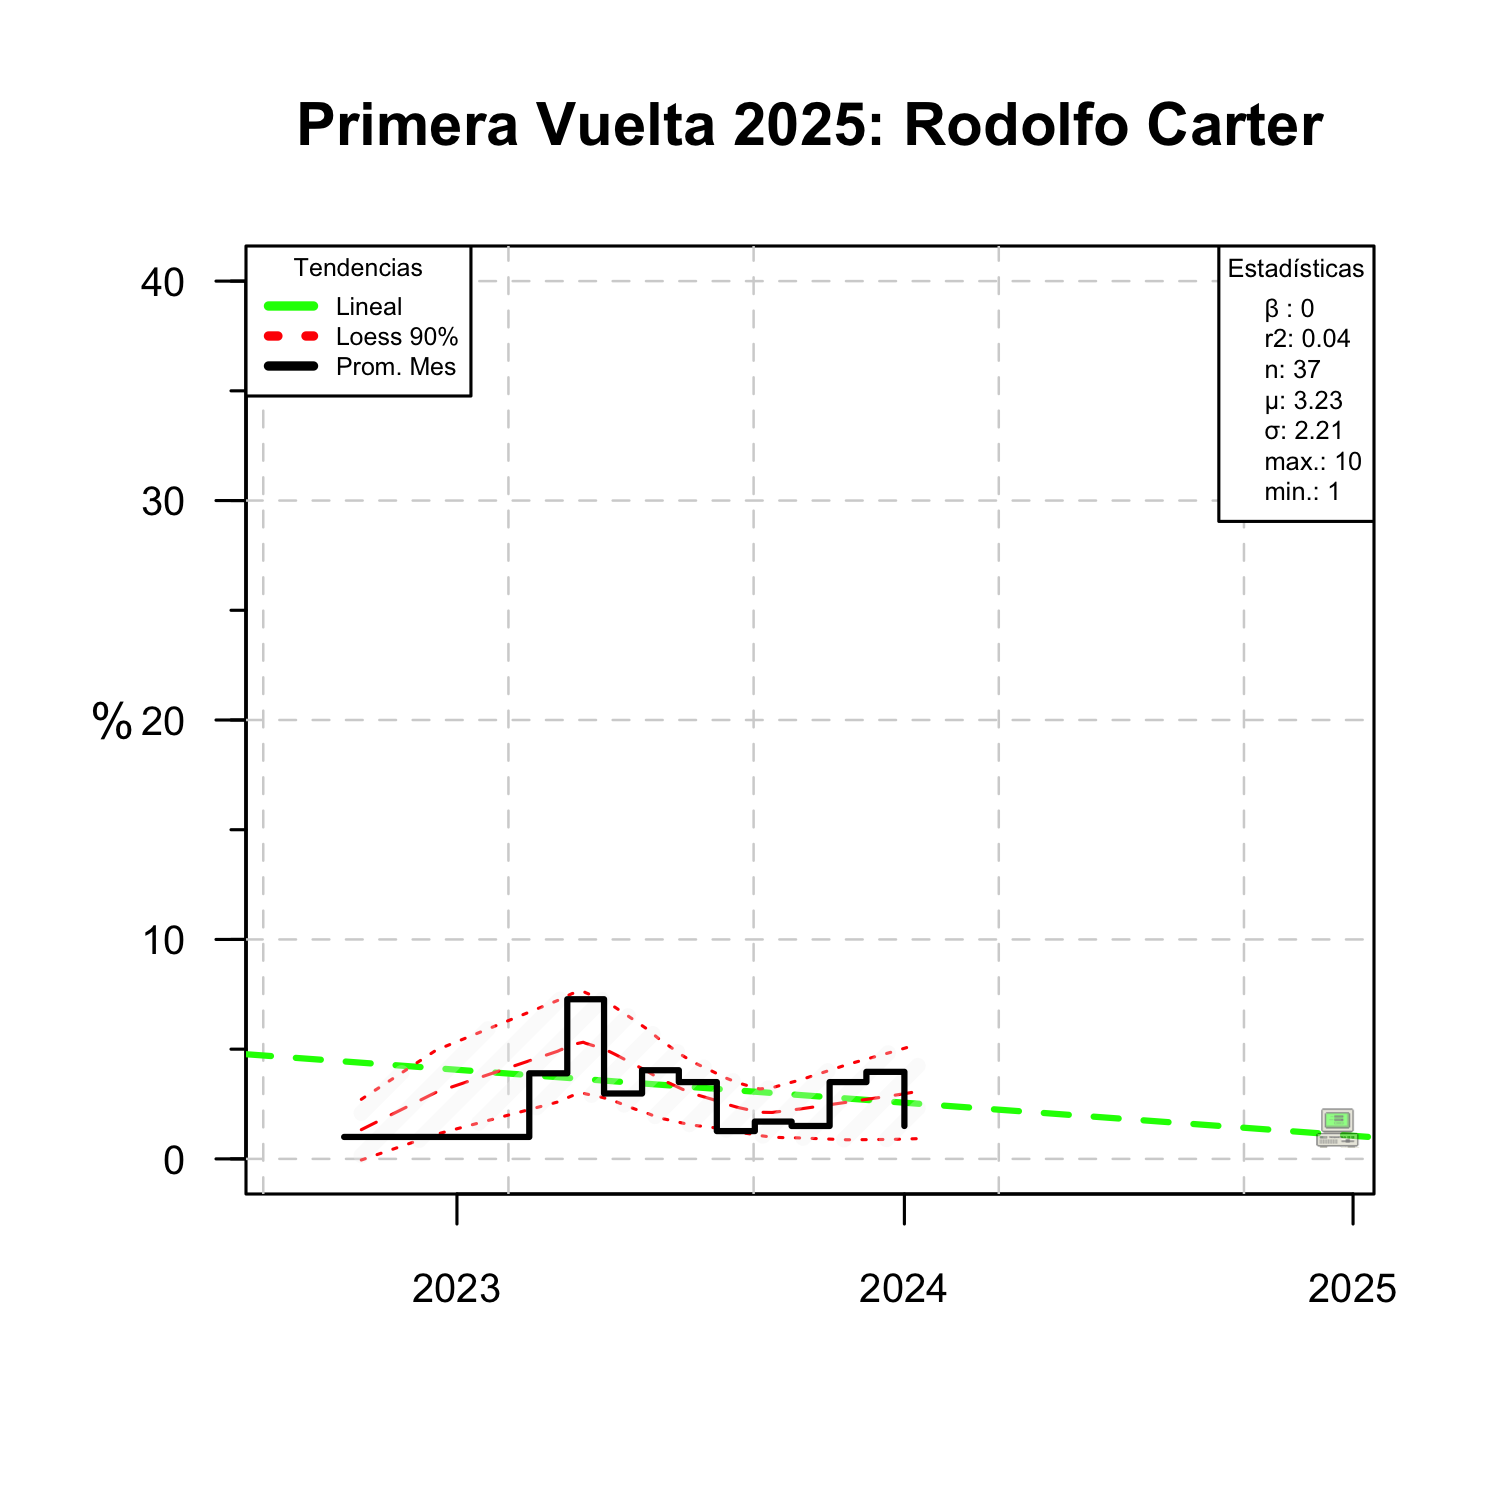 Primera Vuelta 2025: Rodolfo Carter
Tendencias
Lineal
Loess 90%
Prom. Mes
Estadísticas
β : 0
r2: 0.04
n: 37
μ: 3.23
σ: 2.21
max.: 10
min.: 1
40
30
%
20
10
0
2023
2024
2025